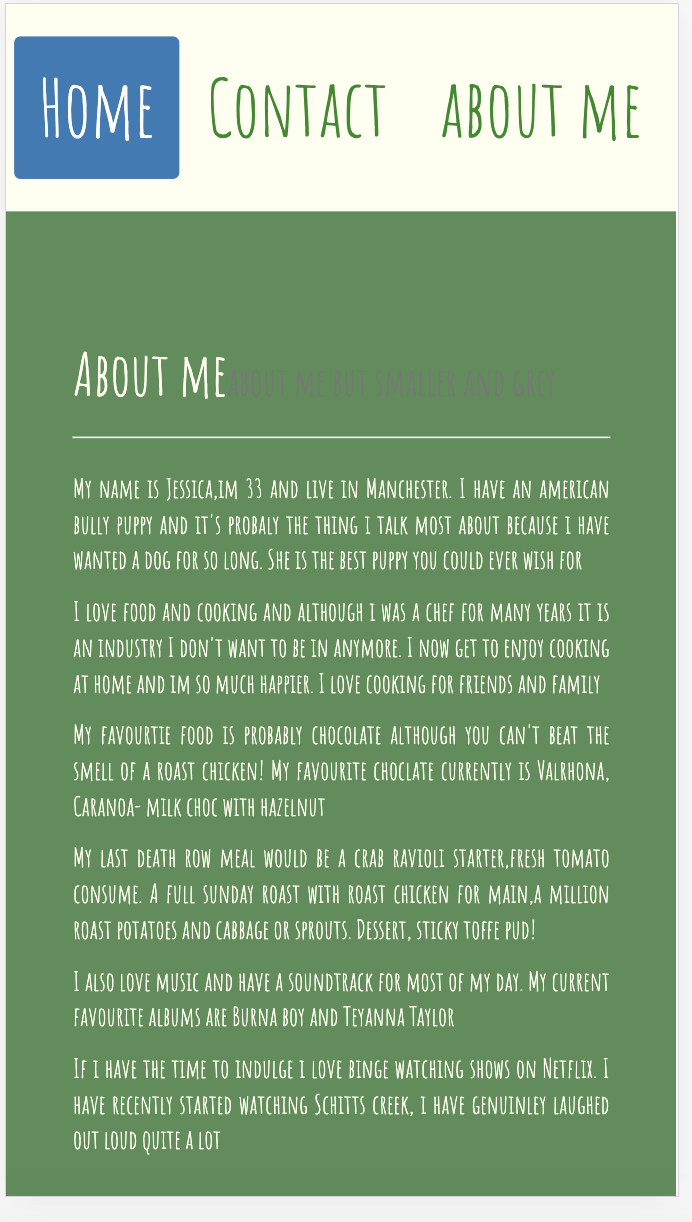 Home Contact about me
About me about me but smaller and grey
My name is Jessica,im 33 and live in Manchester. I have an american
bully puppy and it's probaly the thing i talk most about because i have
wanted a dog for so long. She is the best puppy you could ever wish for
I love food and cooking and although i was a chef for many years it is
an industry I don't want to be in anymore. I now get to enjoy cooking
at home and im so much happier. I love cooking for friends and family
My favourtie food is probably chocolate although you can't beat the
smell of a roast chicken! My favourite choclate currently is Valrhona,
Caranoa- milk choc with hazelnut
My last death row meal would be a crab ravioli starter,fresh tomato
consume. A full sunday roast with roast chicken for main,a million
roast potatoes and cabbage or sprouts. Dessert, sticky toffe pud!
I also love music and have a soundtrack for most of my day. My current
favourite albums are Burna boy and Teyanna Taylor
If i have the time to indulge i love binge watching shows on Netflix. I
have recently started watching Schitts creek, i have genuinley laughed
out loud quite a lot